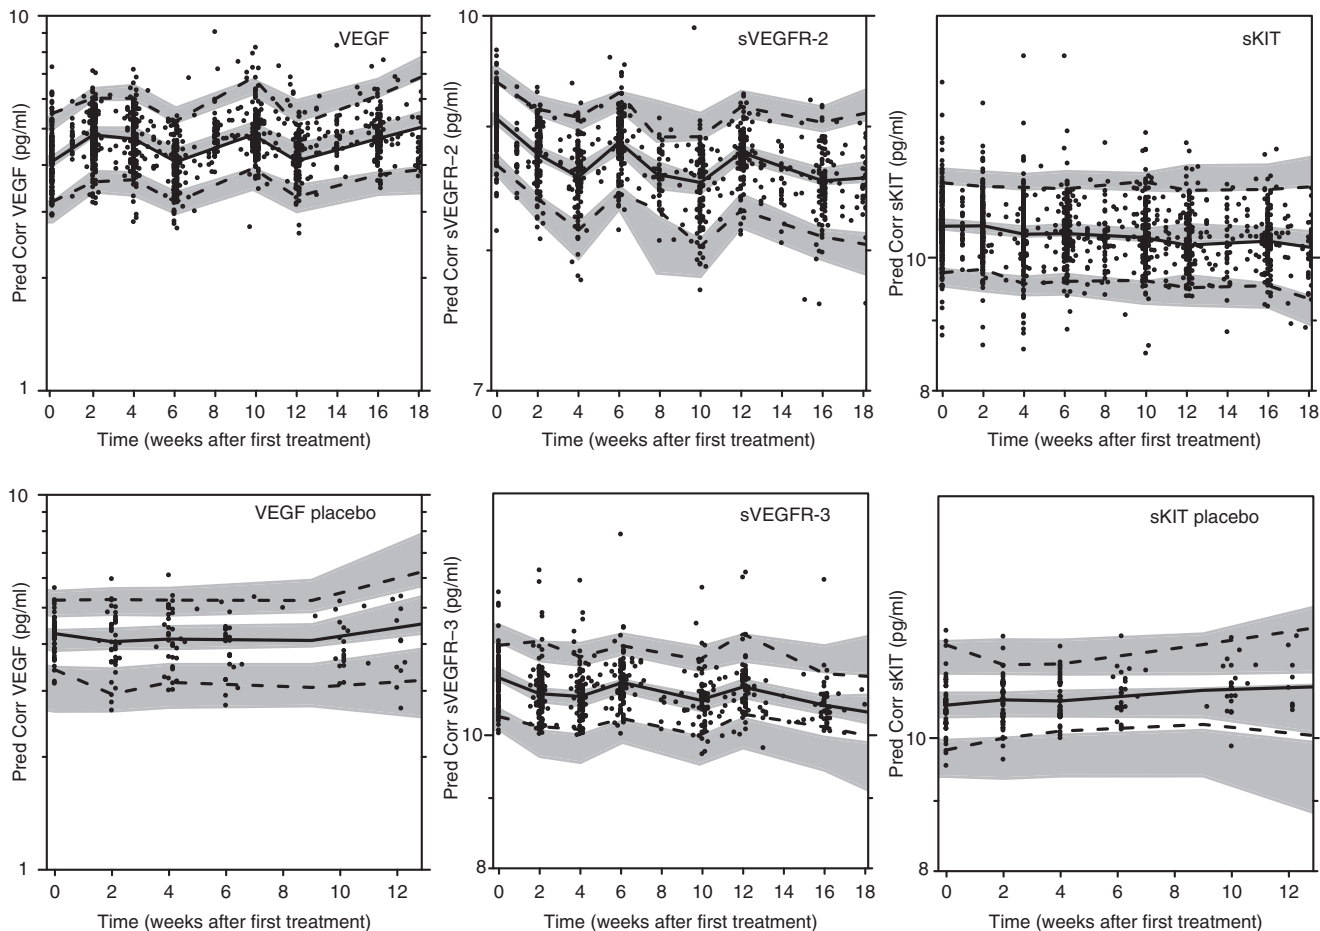 VEGF
Pred Corr VEGF (pg/ml)
10
1
0 2 4 6 8 10 12 14 16 18
Time (weeks after first treatment)
sVEGFR-2
Pred Corr sVEGFR–2 (pg/ml)
10
7
0 2 4 6 8 10 12 14 16 18
Time (weeks after first treatment)
sKIT
Pred Corr sKIT (pg/ml)
10
8
0 2 4 6 8 10 12 14 16 18
Time (weeks after first treatment)
VEGF placebo
Pred Corr VEGF (pg/ml)
10
1
0 2 4 6 8 10 12
Time (weeks after first treatment)
sVEGFR-3
Pred Corr sVEGFR–3 (pg/ml)
10
8
0 2 4 6 8 10 12 14 16 18
Time (weeks after first treatment)
sKIT placebo
Pred Corr sKIT (pg/ml)
10
8
0 2 4 6 8 10 12
Time (weeks after first treatment)